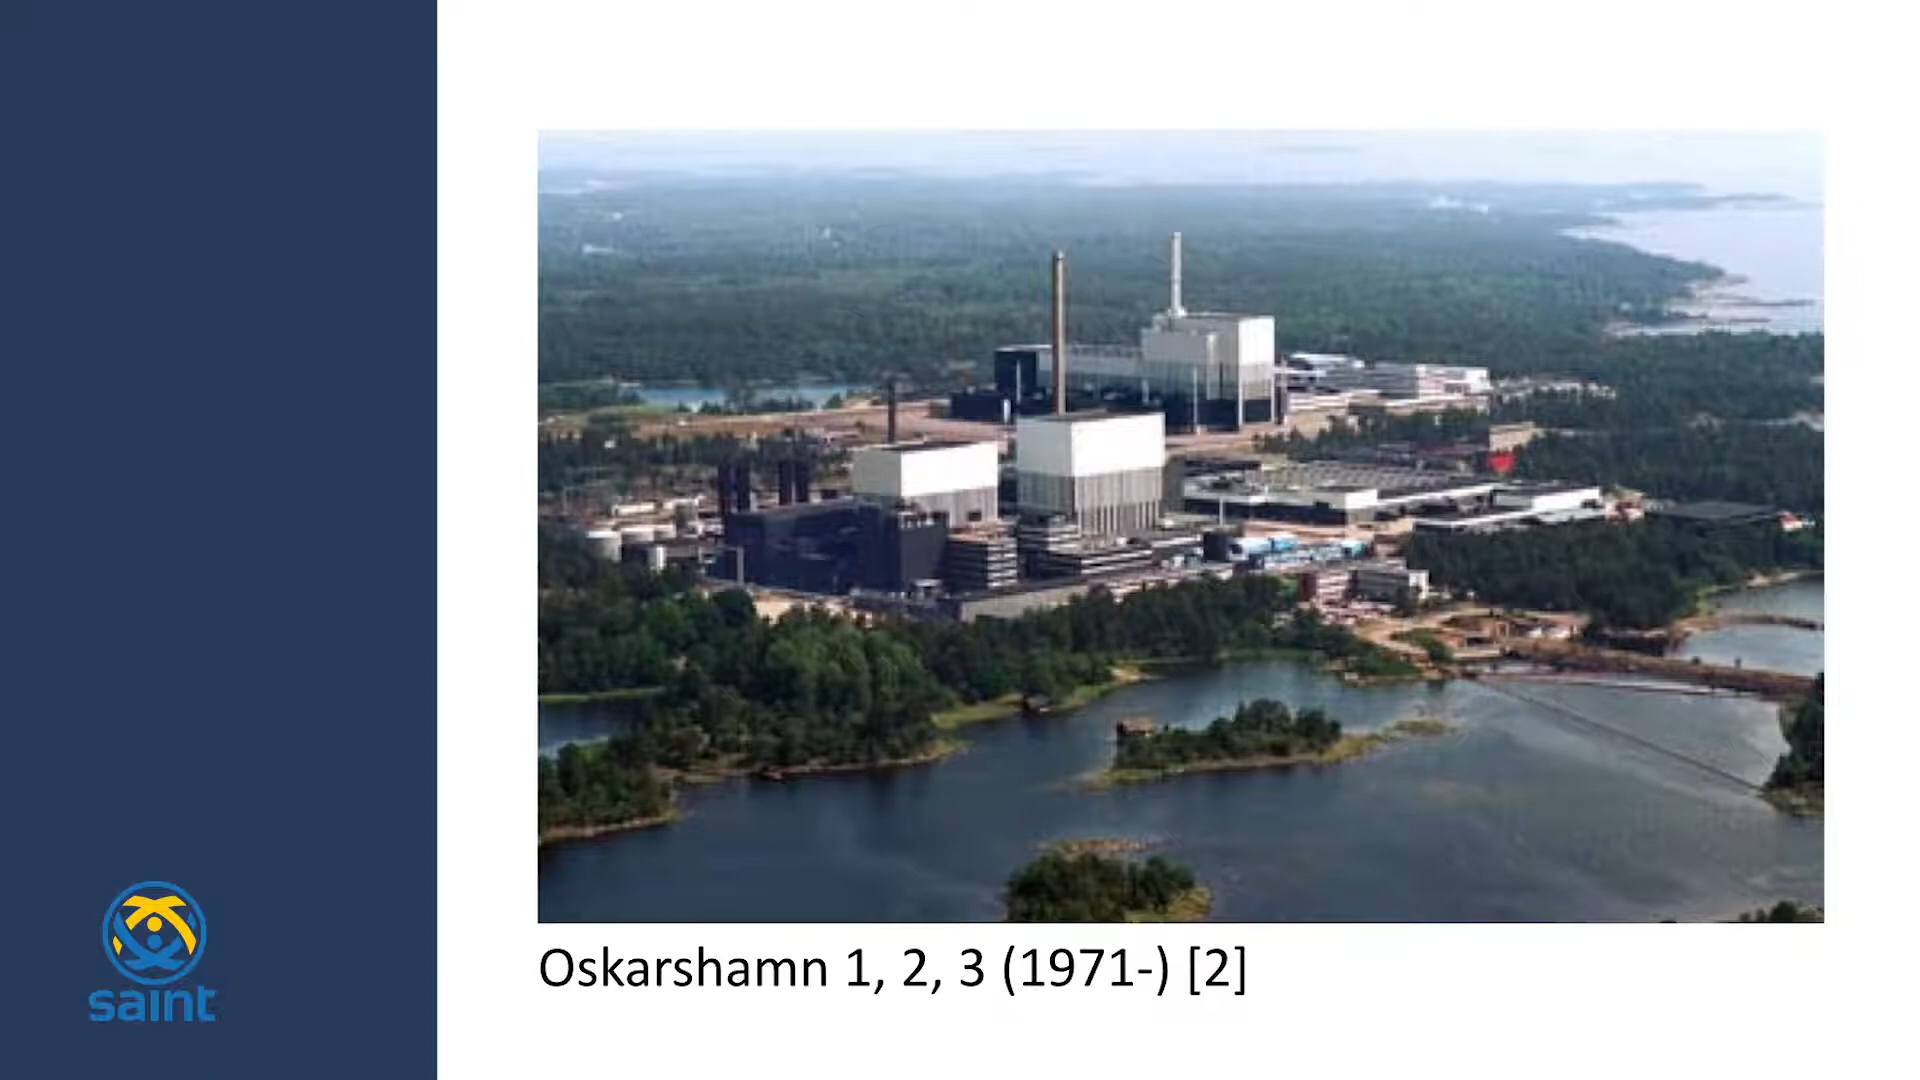 Oskarshamn 1, 2, 3 (1971-) [2]
saint